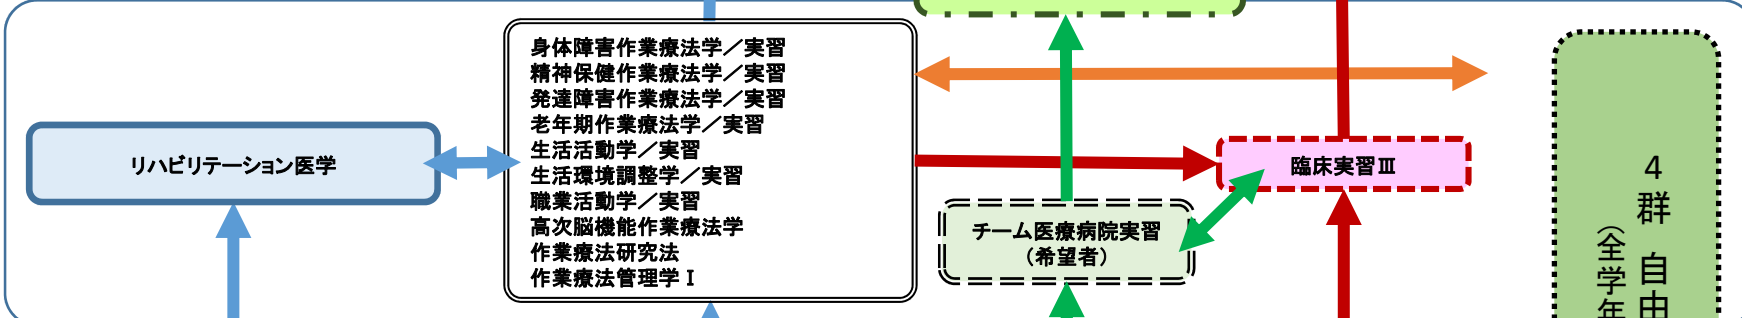 リハビリテーション医学
身体障害作業療法学／実習
精神保健作業療法学／実習
発達障害作業療法学／実習
老年期作業療法学／実習
生活活動学／実習
生活環境調整学／実習
職業活動学／実習
高次脳機能作業療法学
作業療法研究法
作業療法管理学Ⅰ
チーム医療病院実習
（希望者）
臨床実習Ⅲ
4群 自由
（全学年